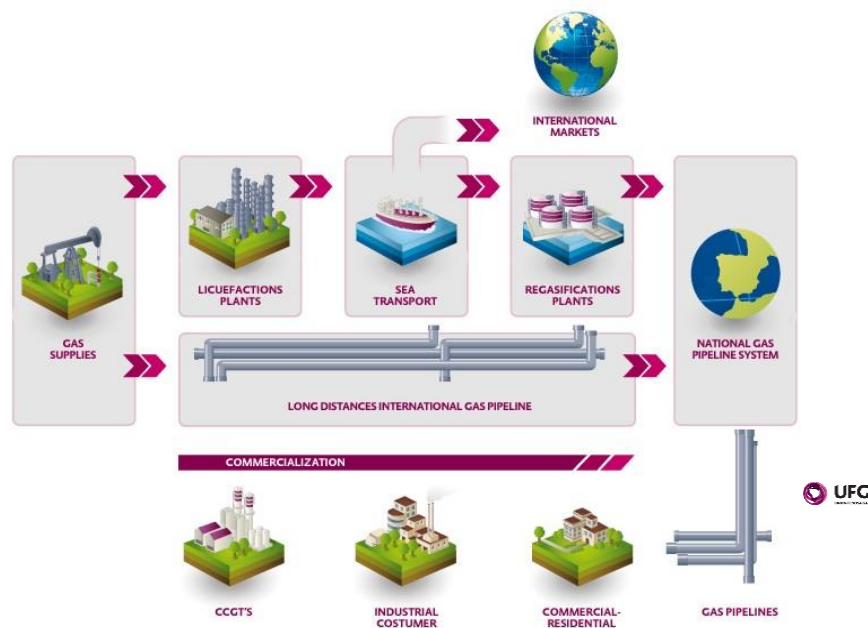 INTERNATIONAL
MARKETS
GAS
SUPPLIES
LICUEFACTIONS
PLANTS
SEA
TRANSPORT
REGASIFICATIONS
PLANTS
NATIONAL GAS
PIPELINE SYSTEM
LONG DISTANCES INTERNATIONAL GAS PIPELINE
COMMERCIALIZATION
UFG
CCGT'S
INDUSTRIAL
COSTUMER
COMMERCIAL-
RESIDENTIAL
GAS PIPELINES